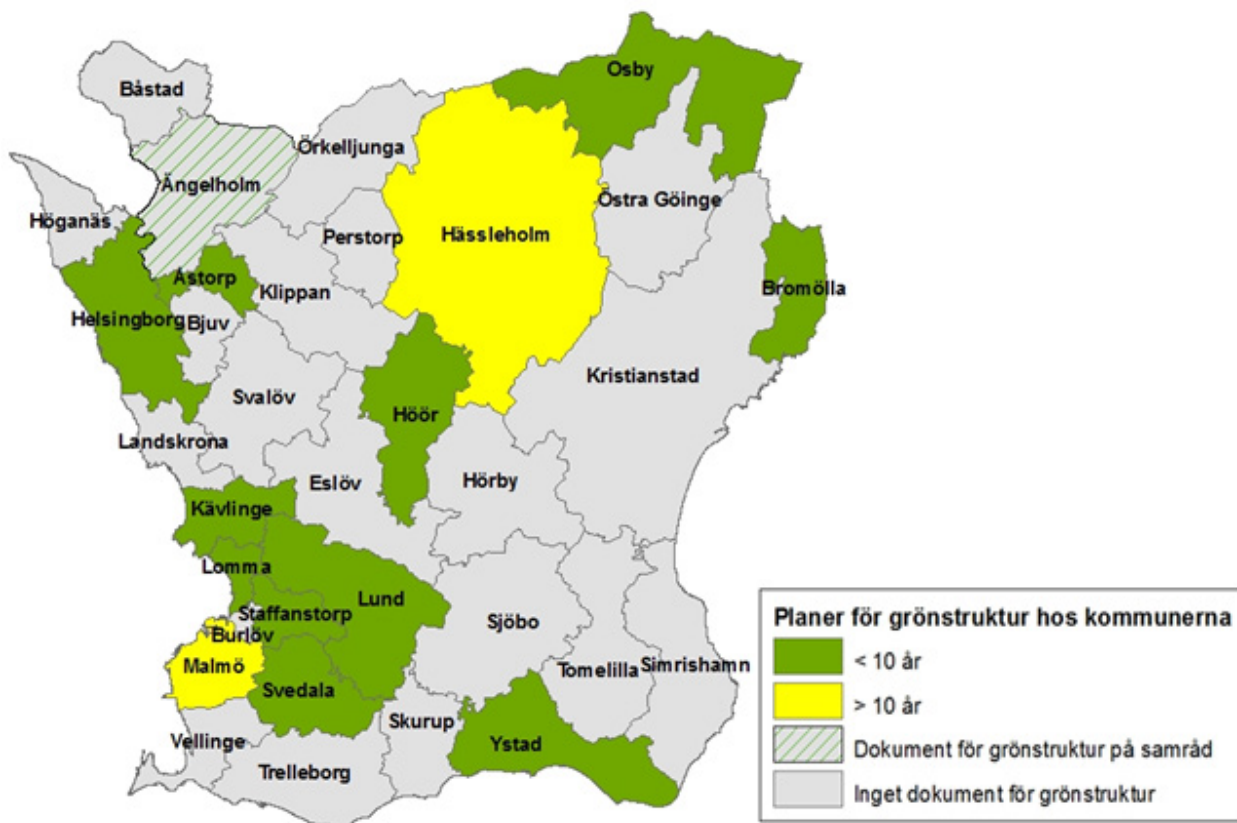 Osby
Båstad
Örkelljunga
Ängelholm
Östra Göinge
Höganäs
Perstorp
Hässleholm
Åstorp
Klippan
Bromölla
Helsingborg
Bjuv
Kristianstad
Svalöv
Höör
Landskrona
Eslöv
Hörby
Kävlinge
Lomma
Lund
Staffanstorp
Sjöbo
Burlöv
Malmö
Tomelilla
Simrishamn
Svedala
Skurup
Vellinge
Ystad
Trelleborg
Planer för grönstruktur hos kommunerna
< 10 år
> 10 år
Dokument för grönstruktur på samråd
Inget dokument för grönstruktur